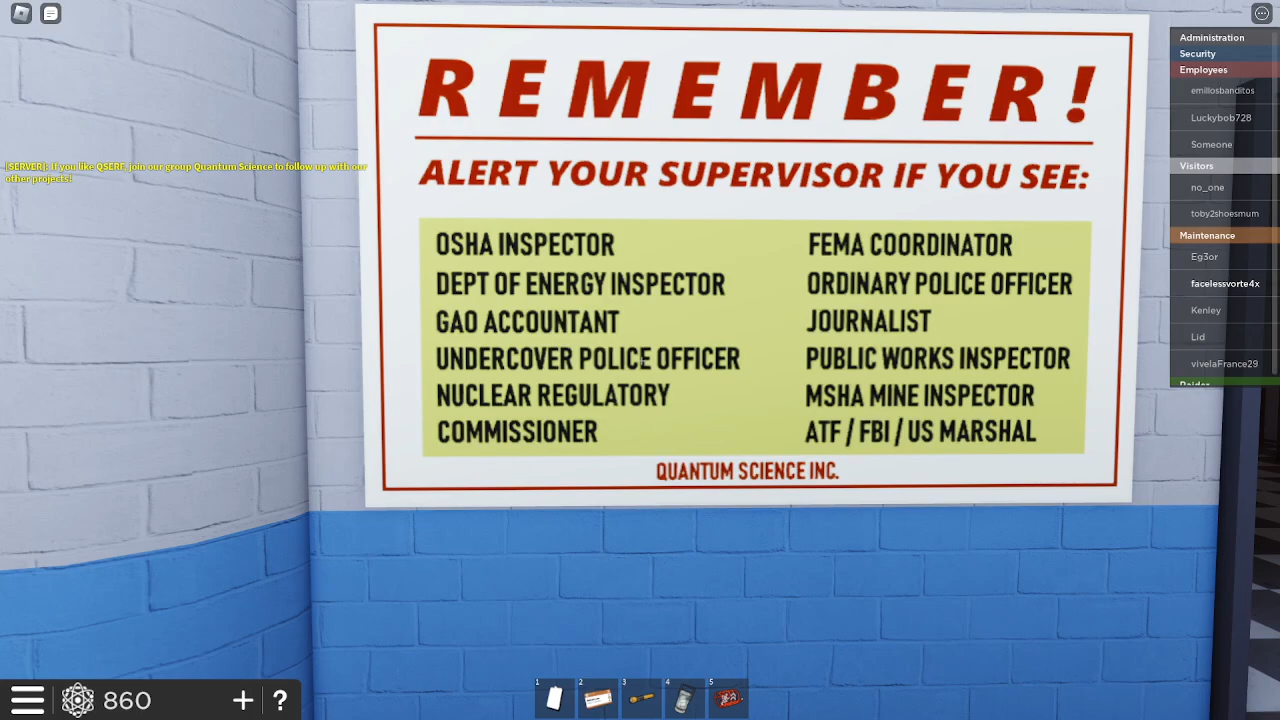 [SERVER]: If you like QSERF, join our group Quantum Science to follow up with our
other projects!
REMEMBER!
ALERT YOUR SUPERVISOR IF YOU SEE:
OSHA INSPECTOR
DEPT OF ENERGY INSPECTOR
GAO ACCOUNTANT
UNDERCOVER POLICE OFFICER
NUCLEAR REGULATORY
COMMISSIONER
FEMA COORDINATOR
ORDINARY POLICE OFFICER
JOURNALIST
PUBLIC WORKS INSPECTOR
MSHA MINE INSPECTOR
ATF / FBI / US MARSHAL
QUANTUM SCIENCE INC.
Administration
Security
Employees
emillosbanditos
Luckybob728
Someone
Visitors
no_one
toby2shoesmum
Maintenance
Eg3or
facelessvorte4x
Kenley
Lid
vivelaFrance29
860
+
?
1
2
3
4
5